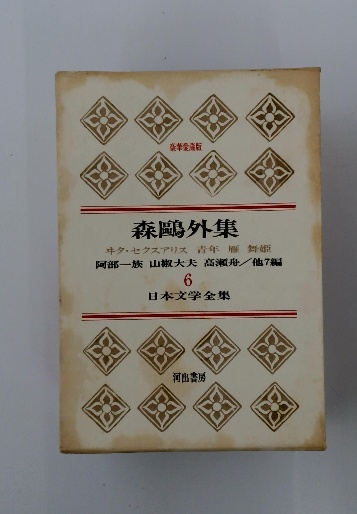 豪華愛蔵版
森鷗外集
ヰタ・セクスアリス 青年 雁 舞姫
阿部一族 山椒大夫 高瀬舟／他7編
6
日本文学全集
河出書房